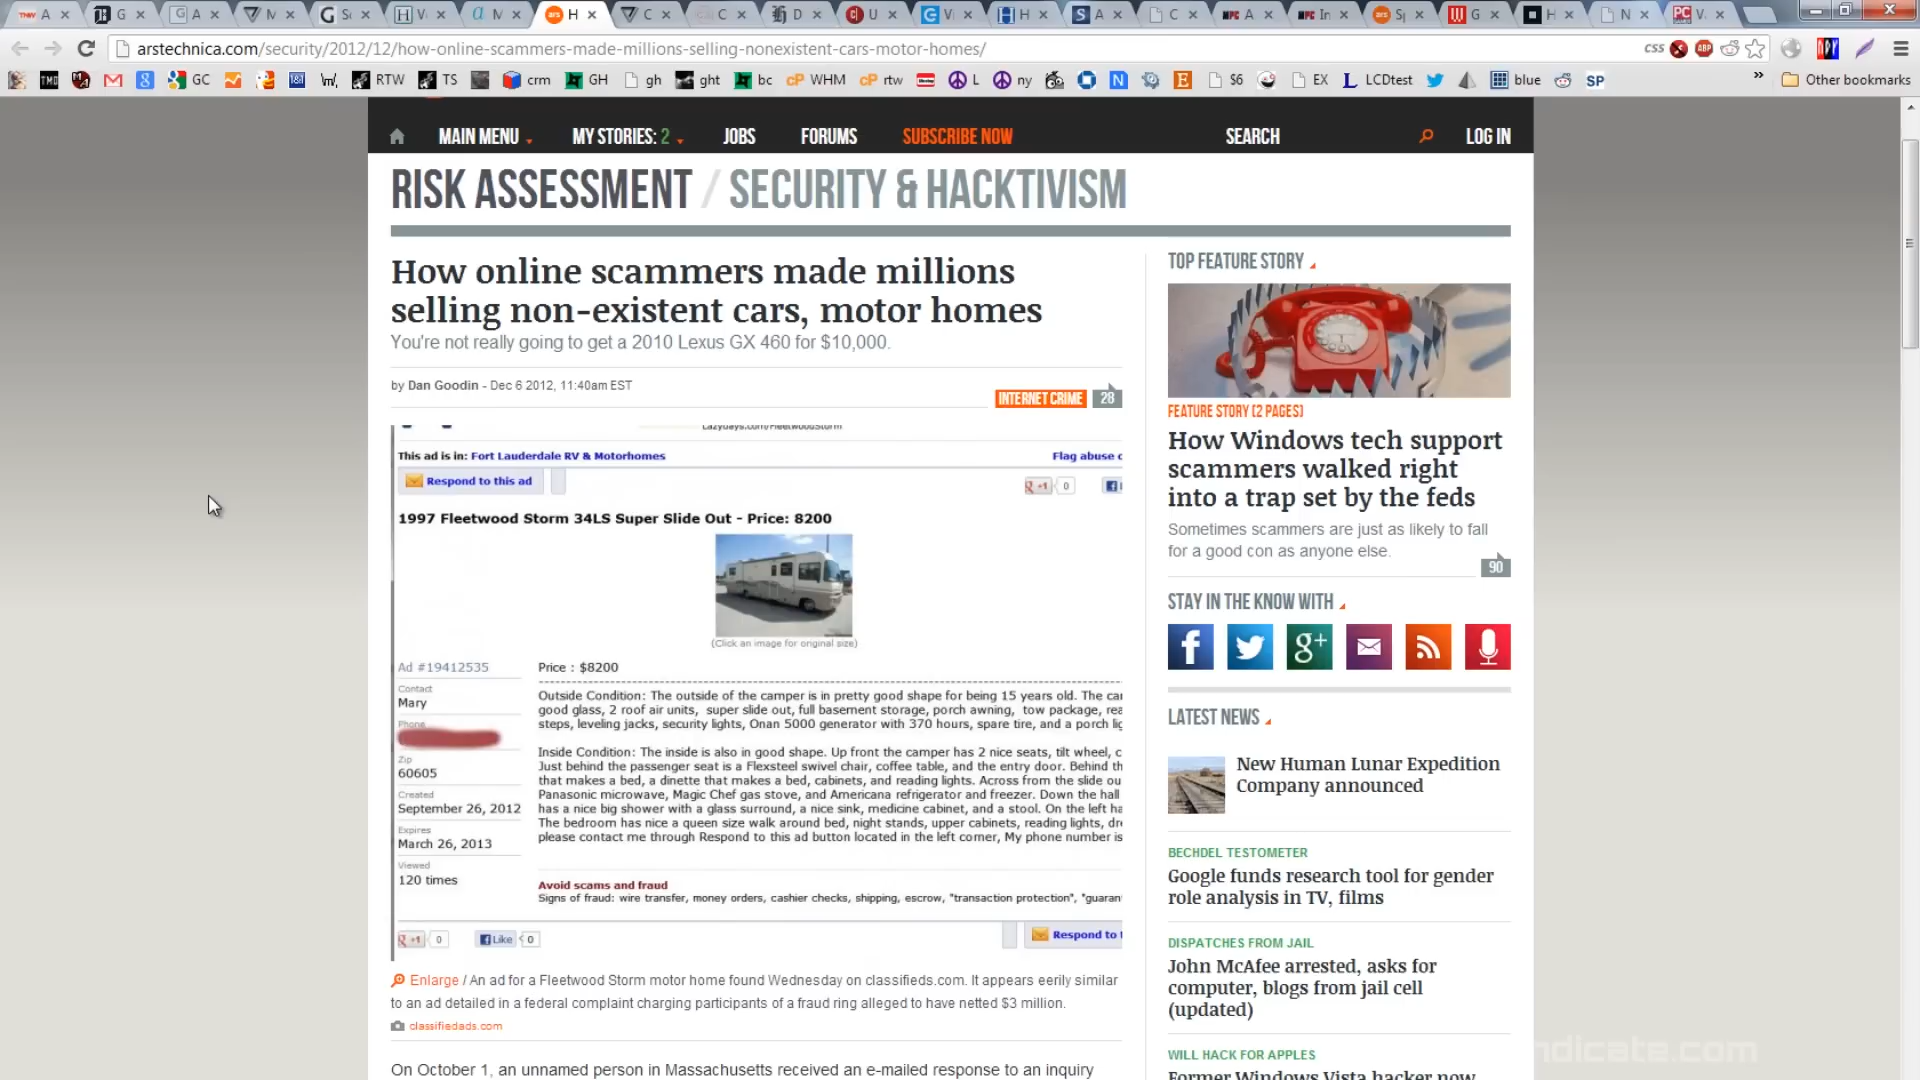 A
G
A
M
S
V
M
H
C
C
D
U
Vi
H
A
C
A
In
Sp
G
H
N
V
arstechnica.com/security/2012/12/how-online-scammers-made-millions-selling-nonexistent-cars-motor-homes/
CSS
ABP
GC
RTW
TS
crm
GH
gh
ght
bc
WHM
rtw
L
ny
$6
EX
LCDtest
blue
SP
»
Other bookmarks
MAIN MENU
MY STORIES: 2
JOBS
FORUMS
SUBSCRIBE NOW
SEARCH
LOG IN
RISK ASSESSMENT / SECURITY & HACKTIVISM
How online scammers made millions
selling non-existent cars, motor homes
You're not really going to get a 2010 Lexus GX 460 for $10,000.
by Dan Goodin - Dec 6 2012, 11:40am EST
INTERNET CRIME
28
Lazydays.com/FleetwoodStorm
This ad is in: Fort Lauderdale RV & Motorhomes
Flag abuse
Respond to this ad
+1 0
1997 Fleetwood Storm 34LS Super Slide Out - Price: 8200
(Click an image for original size)
Ad #19412535
Price : $8200
Contact
Mary
Phone
Zip
60605
Created
September 26, 2012
Expires
March 26, 2013
Viewed
120 times
Outside Condition: The outside of the camper is in pretty good shape for being 15 years old. The
good glass, 2 roof air units, super slide out, full basement storage, porch awning, tow package,
steps, leveling jacks, security lights, Onan 5000 generator with 370 hours, spare tire, and a porch
Inside Condition: The inside is also in good shape. Up front the camper has 2 nice seats, tilt wheel,
Just behind the passenger seat is a Flexsteel swivel chair, coffee table, and the entry door. Behind
that makes a bed, a dinette that makes a bed, cabinets, and reading lights. Across from the slide
Panasonic microwave, Magic Chef gas stove, and Americana refrigerator and freezer. Down the hall
has a nice big shower with a glass surround, a nice sink, medicine cabinet, and a stool. On the left
The bedroom has nice a queen size walk around bed, night stands, upper cabinets, reading lights,
please contact me through Respond to this ad button located in the left corner, My phone number is
Avoid scams and fraud
Signs of fraud: wire transfer, money orders, cashier checks, shipping, escrow, "transaction protection",
+1 0
Like 0
Respond to
Enlarge / An ad for a Fleetwood Storm motor home found Wednesday on classifieds.com. It appears eerily similar
to an ad detailed in a federal complaint charging participants of a fraud ring alleged to have netted $3 million.
classifiedads.com
On October 1, an unnamed person in Massachusetts received an e-mailed response to an inquiry
TOP FEATURE STORY
FEATURE STORY (2 PAGES)
How Windows tech support
scammers walked right
into a trap set by the feds
Sometimes scammers are just as likely to fall
for a good con as anyone else.
90
STAY IN THE KNOW WITH
LATEST NEWS
New Human Lunar Expedition
Company announced
BECHDEL TESTOMETER
Google funds research tool for gender
role analysis in TV, films
DISPATCHES FROM JAIL
John McAfee arrested, asks for
computer, blogs from jail cell
(updated)
WILL HACK FOR APPLES
Former Windows Vista hacker now
ndicate.com